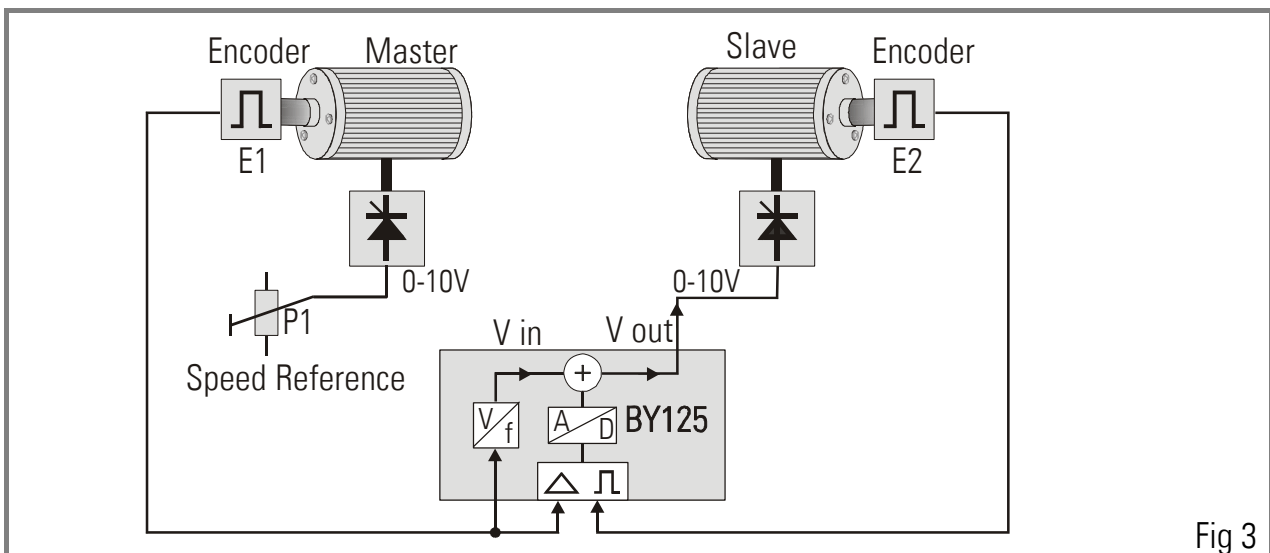 Encoder
Master
Slave
Encoder
E1
E2
0-10V
0-10V
P1
Speed Reference
V in
V out
V/f
A/D
BY125
Fig 3